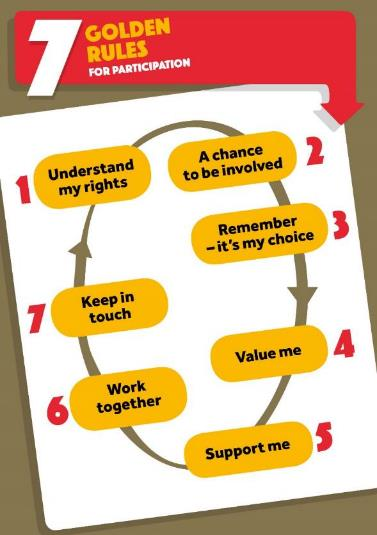 7 GOLDEN
RULES
FOR PARTICIPATION
1 Understand
my rights
2 A chance
to be involved
3 Remember
– it's my choice
4 Value me
5 Support me
6 Work
together
7 Keep in
touch